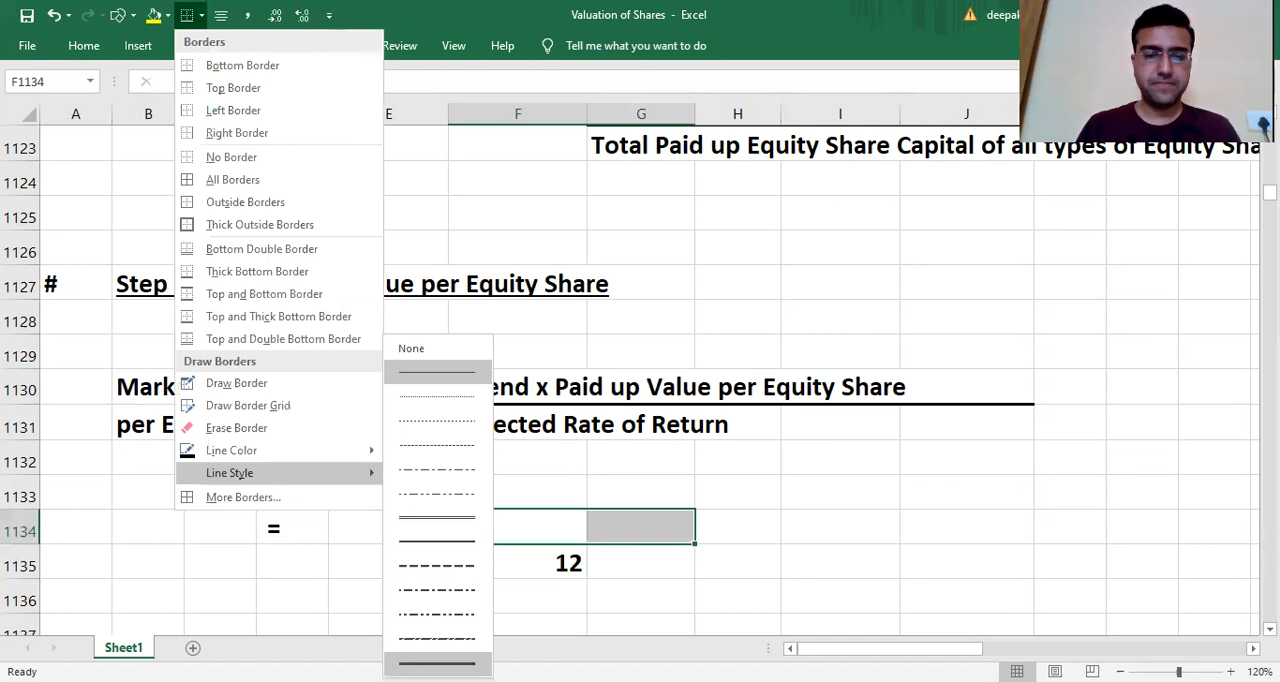 Valuation of Shares - Excel
deepak
File Home Insert Review View Help Tell me what you want to do
F1134
Borders
Bottom Border
Top Border
Left Border
Right Border
No Border
All Borders
Outside Borders
Thick Outside Borders
Bottom Double Border
Thick Bottom Border
Top and Bottom Border
Top and Thick Bottom Border
Top and Double Bottom Border
Draw Borders
Draw Border
Draw Border Grid
Erase Border
Line Color
Line Style
More Borders...
None
A B E F G H I J
1123 Total Paid up Equity Share Capital of all types of Equity Sha
1124
1125
1126
1127 # Step ue per Equity Share
1128
1129
1130 Mark end x Paid up Value per Equity Share
1131 per E ected Rate of Return
1132
1133
1134 =
1135 12
1136
1137
Sheet1
Ready
120%